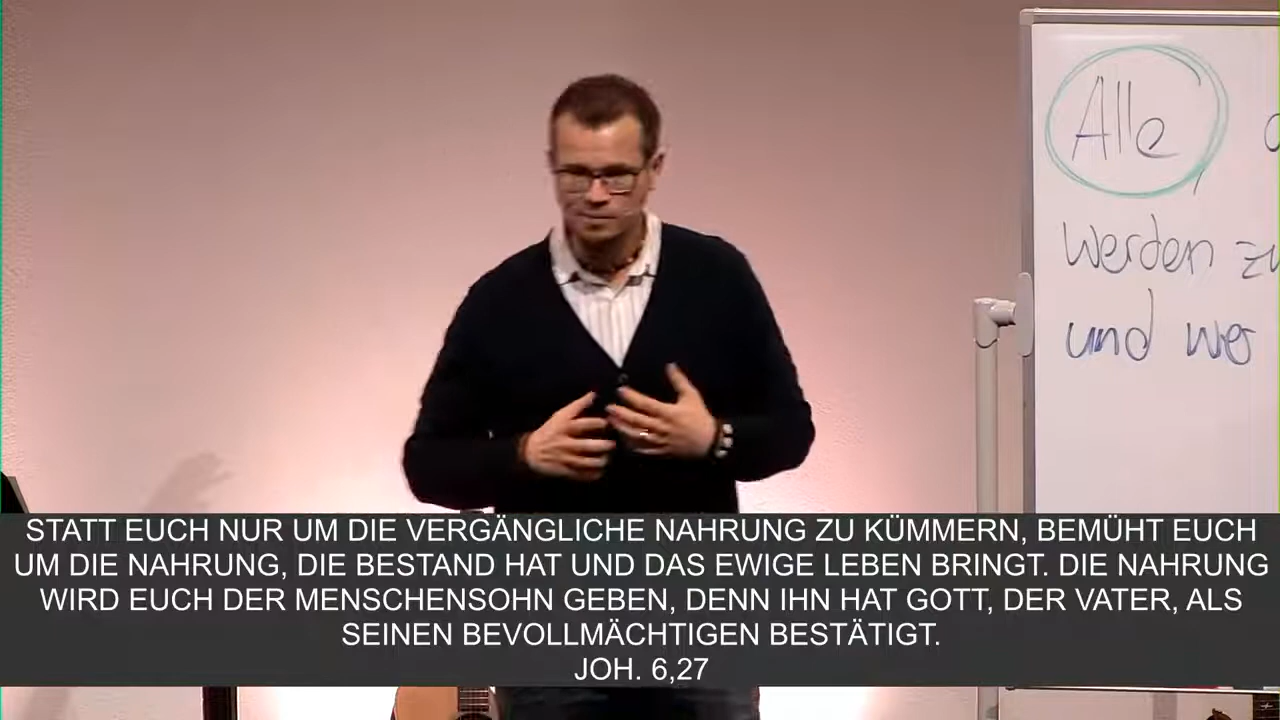 Alle
werden
und wer
STATT EUCH NUR UM DIE VERGÄNGLICHE NAHRUNG ZU KÜMMERN, BEMÜHT EUCH
UM DIE NAHRUNG, DIE BESTAND HAT UND DAS EWIGE LEBEN BRINGT. DIE NAHRUNG
WIRD EUCH DER MENSCHENSOHN GEBEN, DENN IHN HAT GOTT, DER VATER, ALS
SEINEN BEVOLLMÄCHTIGEN BESTÄTIGT.
JOH. 6,27